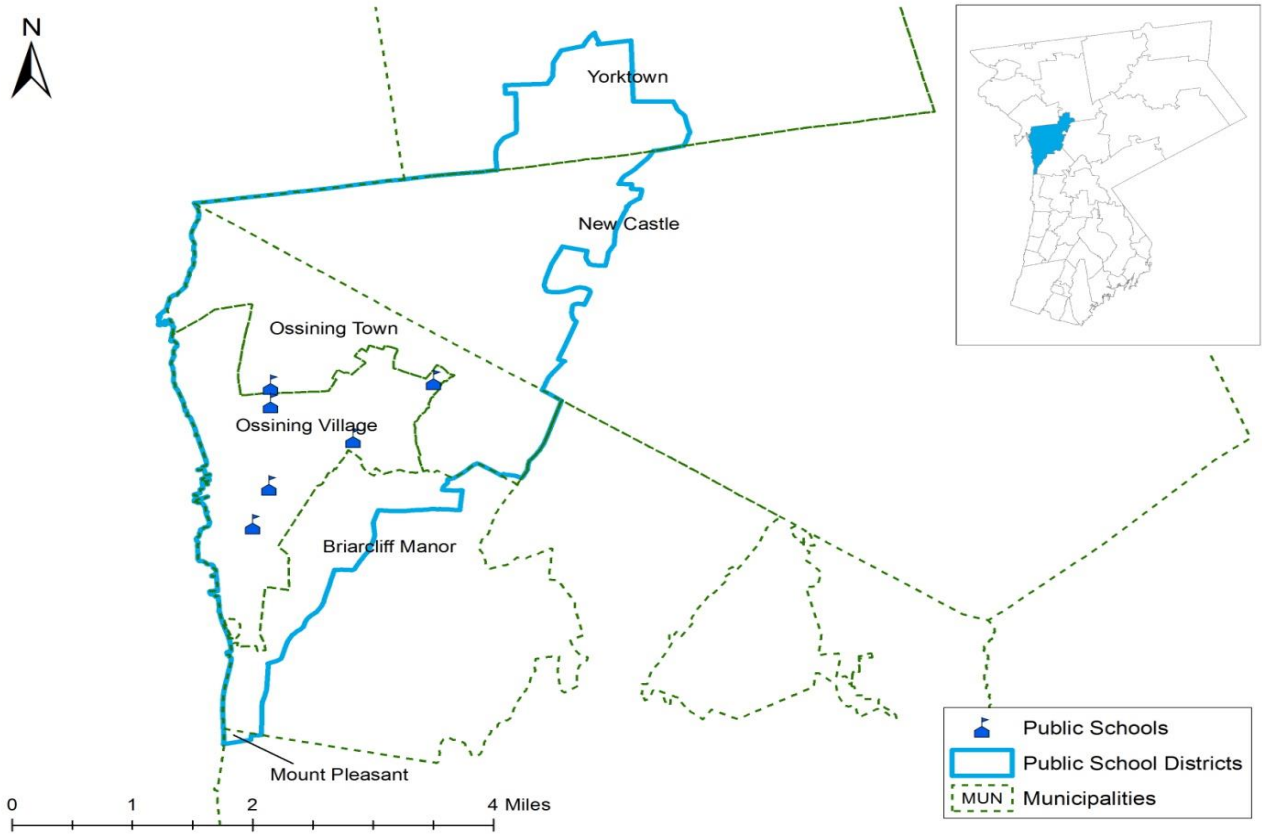 N
Yorktown
New Castle
Ossining Town
Ossining Village
Briarcliff Manor
Mount Pleasant
0 1 2 4 Miles
Public Schools
Public School Districts
MUN Municipalities